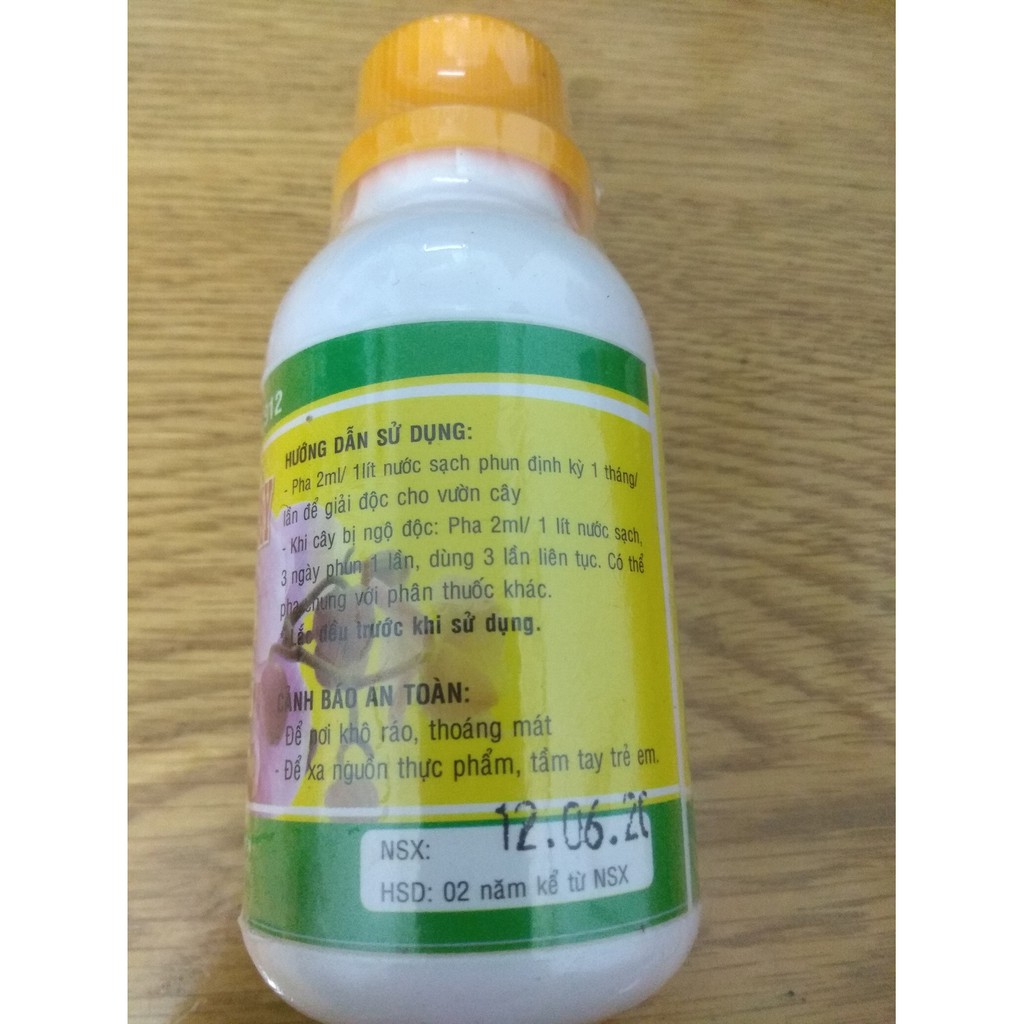 HƯỚNG DẪN SỬ DỤNG:
- Pha 2ml/ 1lít nước sạch phun định kỳ 1 tháng/
lần để giải độc cho vườn cây
- Khi cây bị ngộ độc: Pha 2ml/ 1 lít nước sạch,
3 ngày phun 1 lần, dùng 3 lần liên tục. Có thể
pha chung với phân thuốc khác.
- Lắc đều trước khi sử dụng.
CẢNH BÁO AN TOÀN:
- Để nơi khô ráo, thoáng mát
- Để xa nguồn thực phẩm, tầm tay trẻ em.
NSX: 12.06.20
HSD: 02 năm kể từ NSX